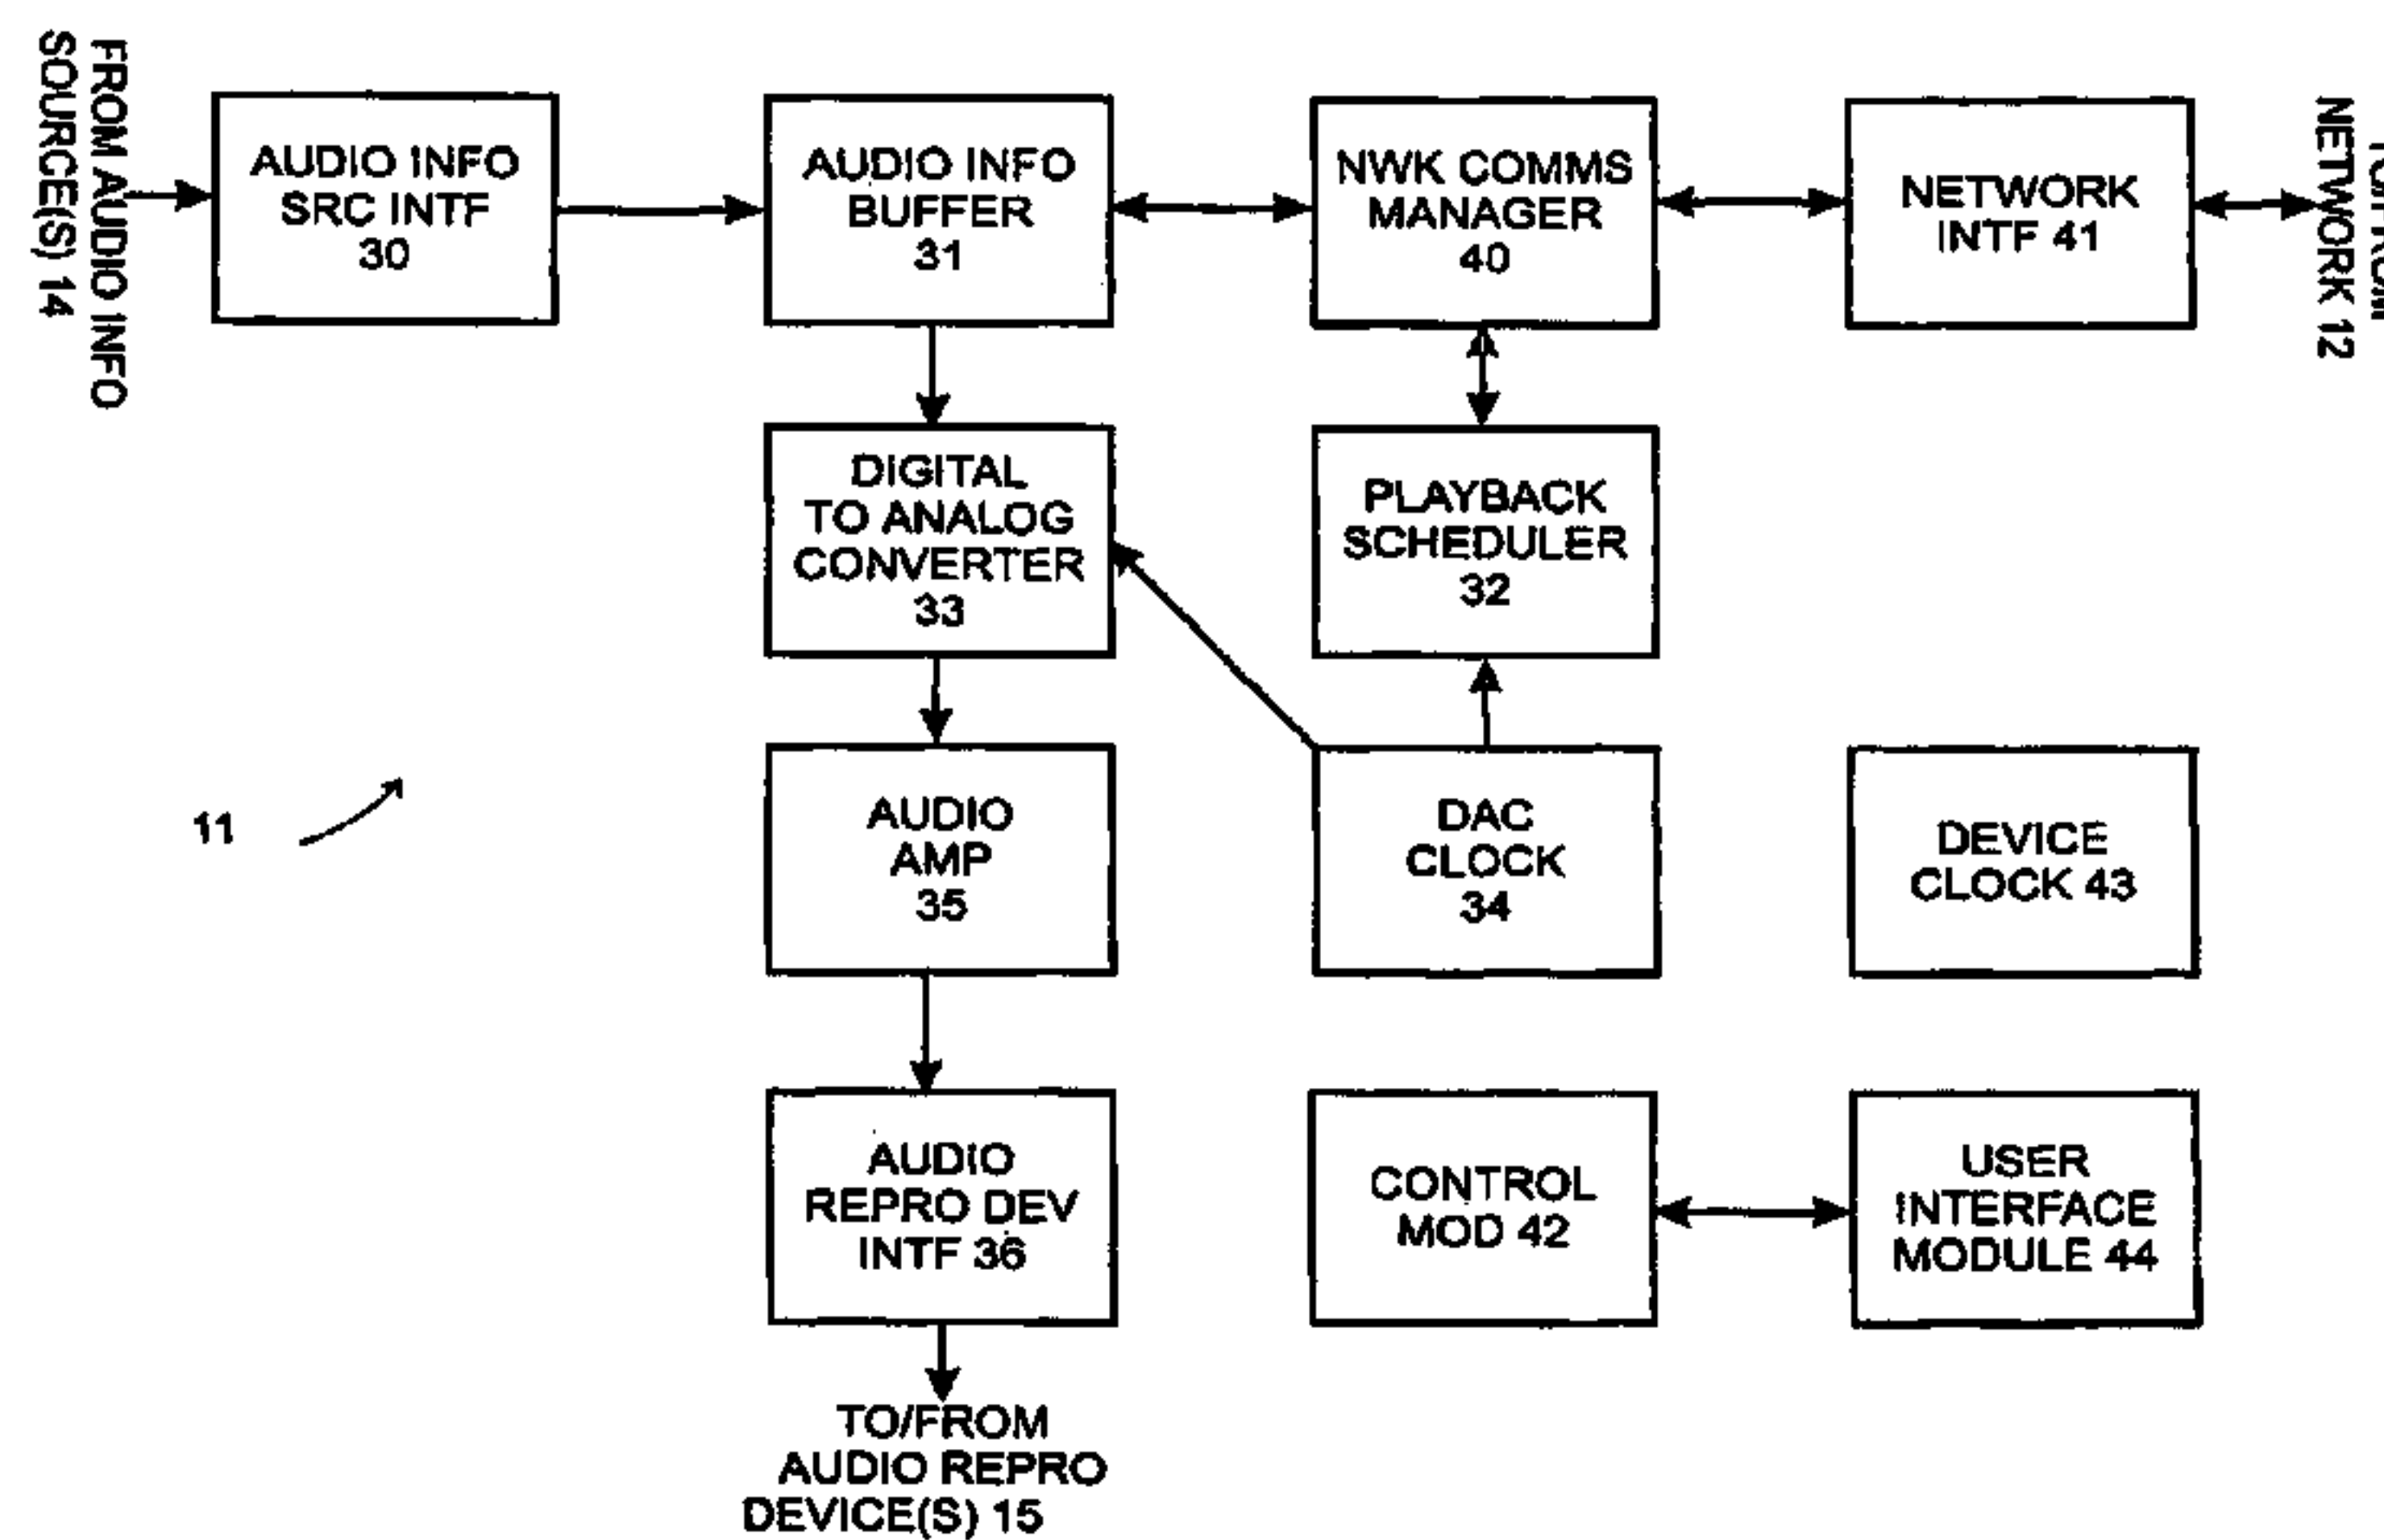 FROM AUDIO INFO
SOURCE(S) 14
AUDIO INFO
SRC INTF
30
AUDIO INFO
BUFFER
31
NWK COMMS
MANAGER
40
NETWORK
INTF 41
NETWORK 12
DIGITAL
TO ANALOG
CONVERTER
33
PLAYBACK
SCHEDULER
32
11
AUDIO
AMP
35
DAC
CLOCK
34
DEVICE
CLOCK 43
AUDIO
REPRO DEV
INTF 36
CONTROL
MOD 42
USER
INTERFACE
MODULE 44
TO/FROM
AUDIO REPRO
DEVICE(S) 15